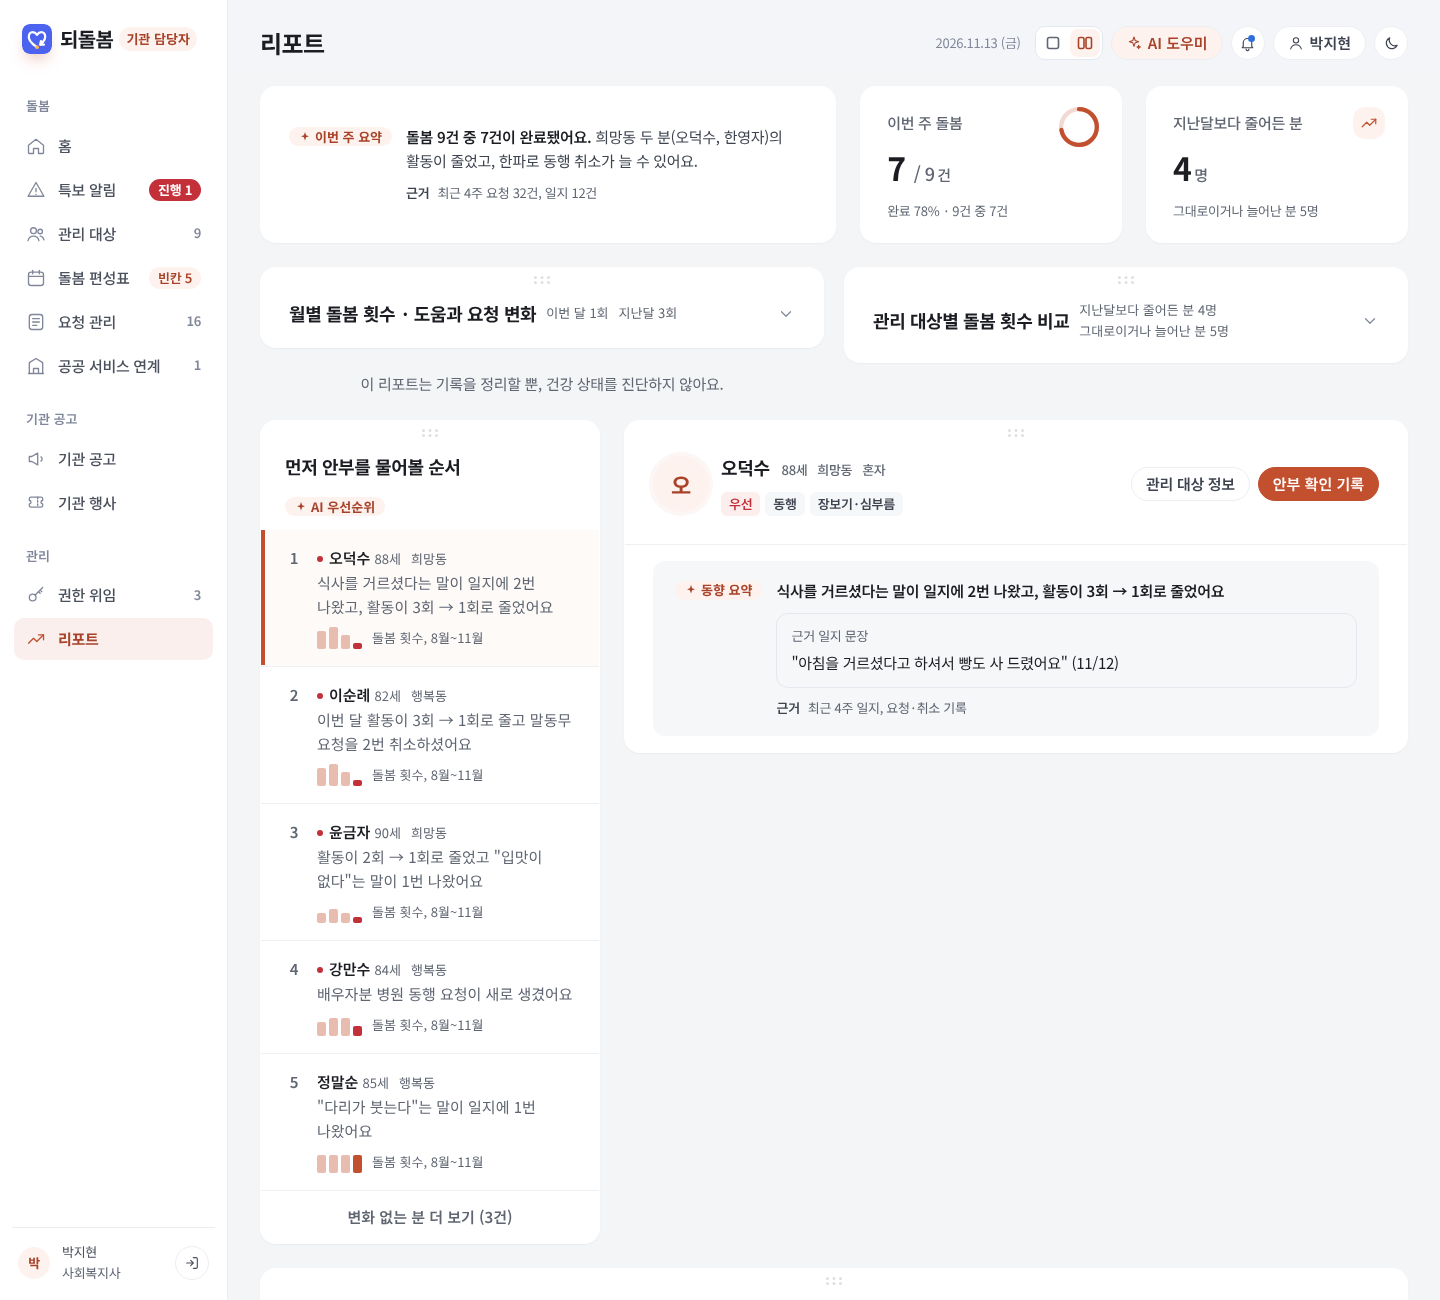 되돌봄 기관 담당자
돌봄
홈
특보 알림 진행 1
관리 대상 9
돌봄 편성표 빈칸 5
요청 관리 16
공공 서비스 연계 1
기관 공고
기관 공고
기관 행사
관리
권한 위임 3
리포트
박
박지현
사회복지사
리포트
2026.11.13 (금)
AI 도우미
박지현
이번 주 요약
돌봄 9건 중 7건이 완료됐어요. 희망동 두 분(오덕수, 한영자)의
활동이 줄었고, 한파로 동행 취소가 늘 수 있어요.
근거 최근 4주 요청 32건, 일지 12건
이번 주 돌봄
7 / 9 건
완료 78% · 9건 중 7건
지난달보다 줄어든 분
4 명
그대로이거나 늘어난 분 5명
월별 돌봄 횟수 · 도움과 요청 변화 이번 달 1회 지난달 3회
관리 대상별 돌봄 횟수 비교
지난달보다 줄어든 분 4명
그대로이거나 늘어난 분 5명
이 리포트는 기록을 정리할 뿐, 건강 상태를 진단하지 않아요.
먼저 안부를 물어볼 순서
AI 우선순위
1 오덕수 88세 희망동
식사를 거르셨다는 말이 일지에 2번
나왔고, 활동이 3회 → 1회로 줄었어요
돌봄 횟수, 8월~11월
2 이순례 82세 행복동
이번 달 활동이 3회 → 1회로 줄고 말동무
요청을 2번 취소하셨어요
돌봄 횟수, 8월~11월
3 윤금자 90세 희망동
활동이 2회 → 1회로 줄었고 "입맛이
없다"는 말이 1번 나왔어요
돌봄 횟수, 8월~11월
4 강만수 84세 행복동
배우자분 병원 동행 요청이 새로 생겼어요
돌봄 횟수, 8월~11월
5 정말순 85세 행복동
"다리가 붓는다"는 말이 일지에 1번
나왔어요
돌봄 횟수, 8월~11월
변화 없는 분 더 보기 (3건)
오
오덕수 88세 희망동 혼자
우선 동행 장보기·심부름
관리 대상 정보
안부 확인 기록
동향 요약
식사를 거르셨다는 말이 일지에 2번 나왔고, 활동이 3회 → 1회로 줄었어요
근거 일지 문장
"아침을 거르셨다고 하셔서 빵도 사 드렸어요" (11/12)
근거 최근 4주 일지, 요청·취소 기록